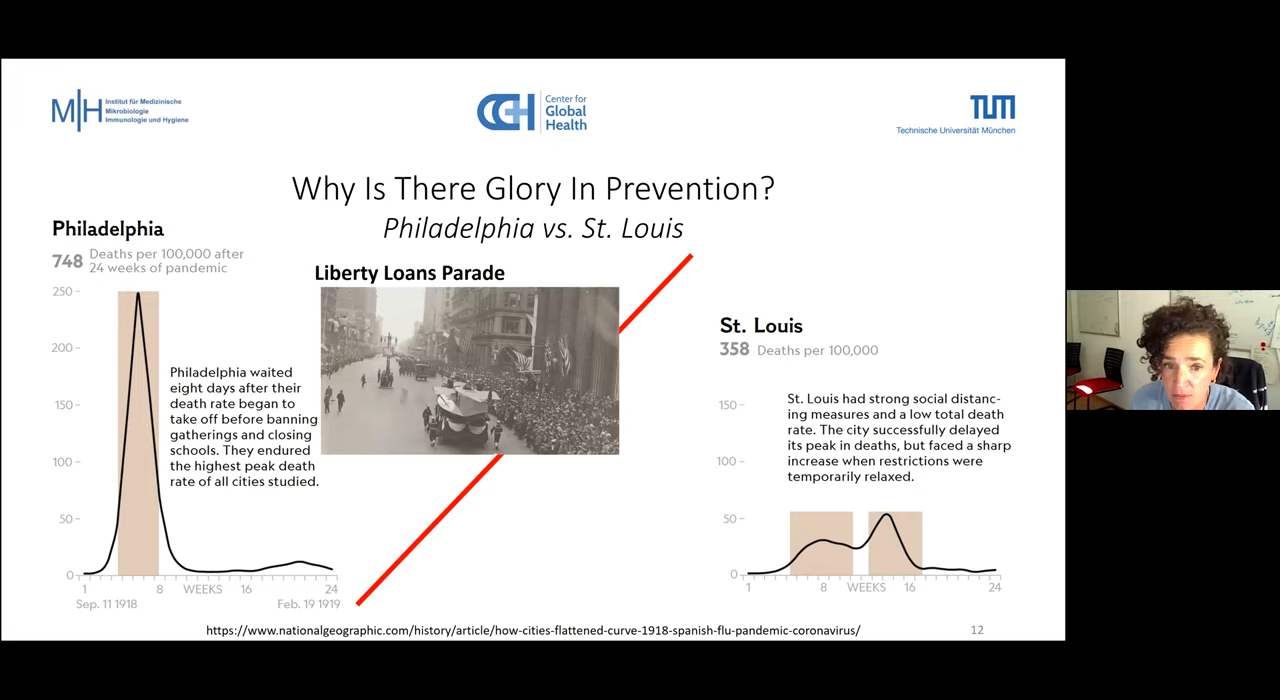 MIH Institut für Medizinische
Mikrobiologie
Immunologie und Hygiene
CGH Center for
Global
Health
TUM
Technische Universität München
Why Is There Glory In Prevention?
Philadelphia vs. St. Louis
Philadelphia
748 Deaths per 100,000 after
24 weeks of pandemic
250
200
150
100
50
0
Philadelphia waited
eight days after their
death rate began to
take off before banning
gatherings and closing
schools. They endured
the highest peak death
rate of all cities studied.
1 8 WEEKS 16 24
Sep. 11 1918 Feb. 19 1919
Liberty Loans Parade
St. Louis
358 Deaths per 100,000
150
100
50
0
St. Louis had strong social distanc-
ing measures and a low total death
rate. The city successfully delayed
its peak in deaths, but faced a sharp
increase when restrictions were
temporarily relaxed.
1 8 WEEKS 16 24
https://www.nationalgeographic.com/history/article/how-cities-flattened-curve-1918-spanish-flu-pandemic-coronavirus/
12